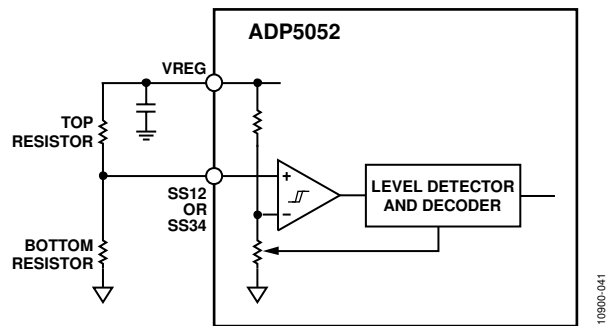 ADP5052
VREG
TOP
RESISTOR
SS12
OR
SS34
+
–
LEVEL DETECTOR
AND DECODER
BOTTOM
RESISTOR
10900-041